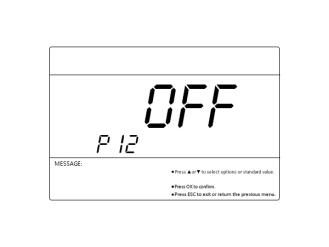 OFF
P12
MESSAGE:
●Press ▲or▼ to select options or standard value.
●Press OK to confirm.
●Press ESC to exit or return the previous menu.